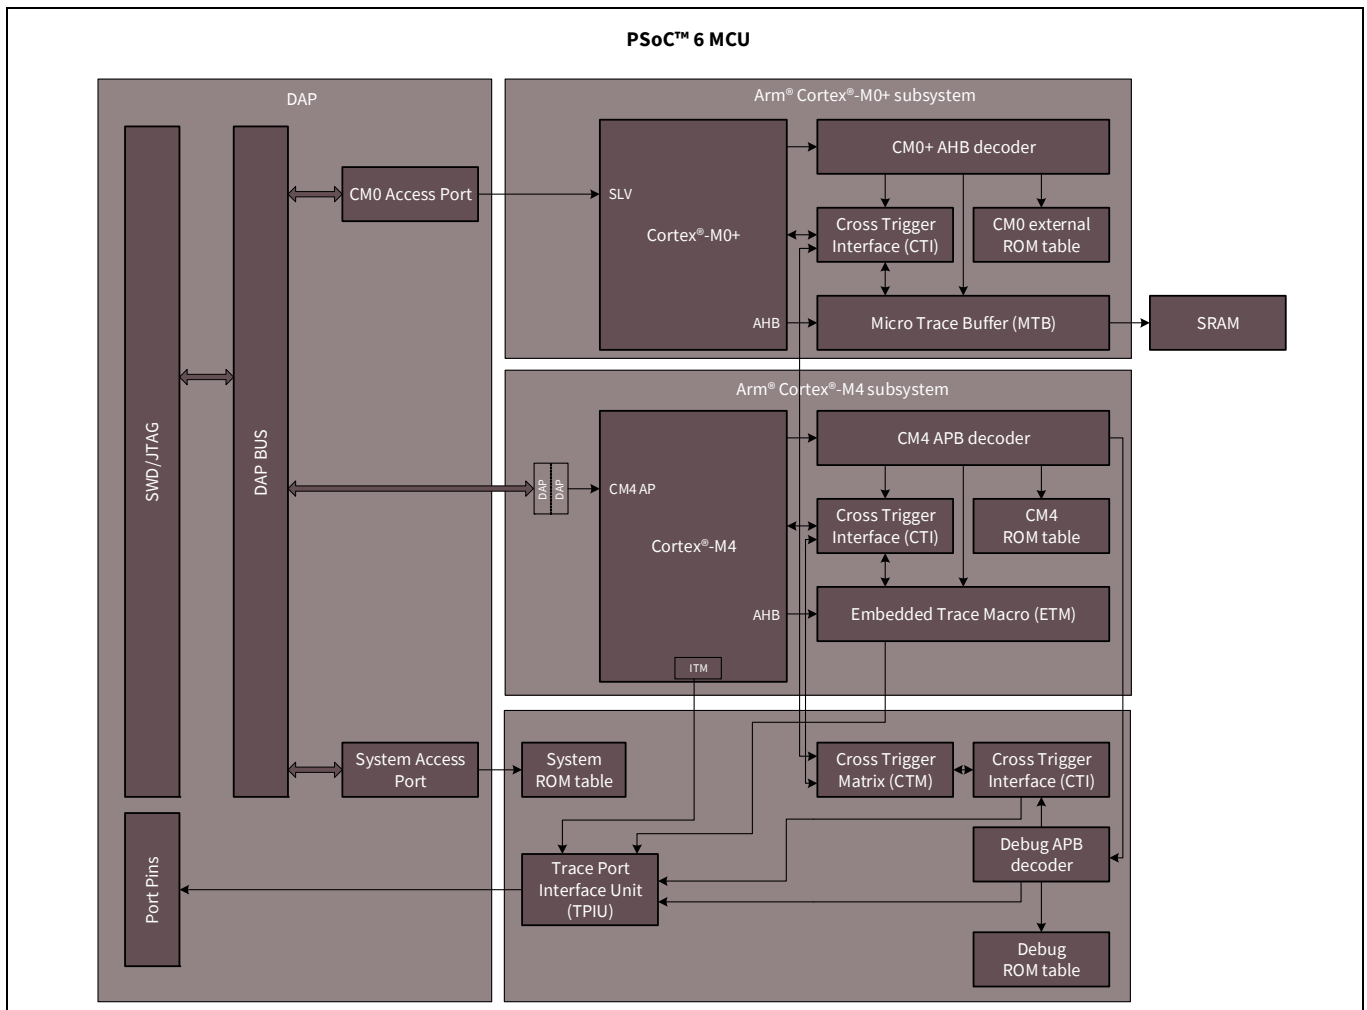 PSoC™ 6 MCU
DAP
SWD/JTAG
DAP BUS
CM0 Access Port
System Access
Port
Port Pins
Arm® Cortex®-M0+ subsystem
SLV
Cortex®-M0+
AHB
CM0+ AHB decoder
Cross Trigger
Interface (CTI)
CM0 external
ROM table
Micro Trace Buffer (MTB)
SRAM
Arm® Cortex®-M4 subsystem
DAP
DAP
CM4 AP
Cortex®-M4
AHB
ITM
CM4 APB decoder
Cross Trigger
Interface (CTI)
CM4
ROM table
Embedded Trace Macro (ETM)
System
ROM table
Cross Trigger
Matrix (CTM)
Cross Trigger
Interface (CTI)
Trace Port
Interface Unit
(TPIU)
Debug APB
decoder
Debug
ROM table